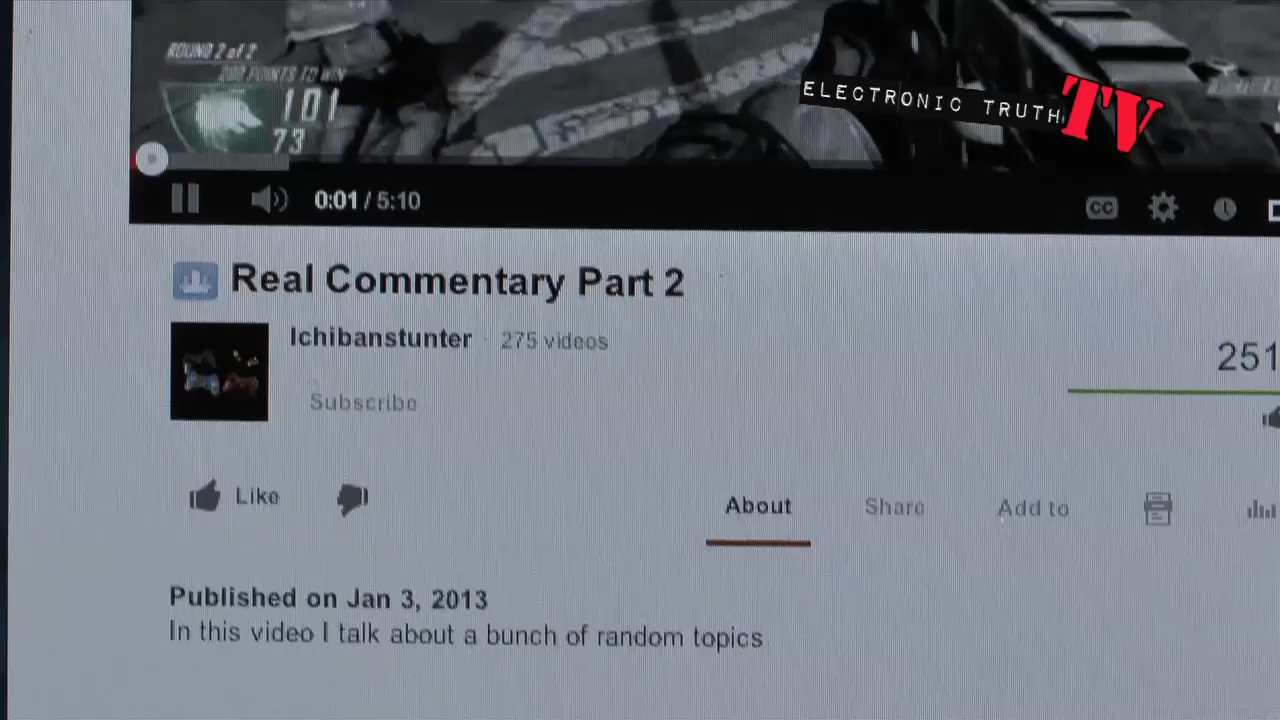 ROUND 2 of 2
200 POINTS TO WIN
101
73
ELECTRONIC TRUTH TV
0:01 / 5:10
CC
Real Commentary Part 2
Ichibanstunter · 275 videos
251
Subscribe
Like
About
Share
Add to
Published on Jan 3, 2013
In this video I talk about a bunch of random topics